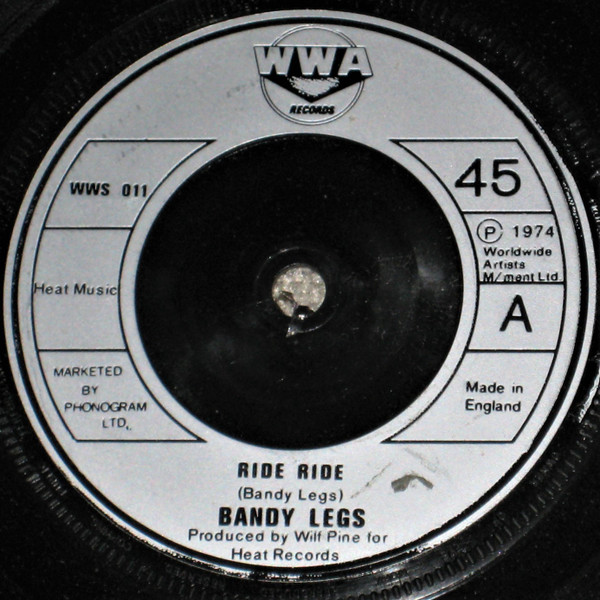 WWA
RECORDS
WWS 011
45
Ⓟ 1974
Worldwide
Artists
M/ment Ltd.
Heat Music
A
MARKETED
BY
PHONOGRAM
LTD.
Made in
England
RIDE RIDE
(Bandy Legs)
BANDY LEGS
Produced by Wilf Pine for
Heat Records